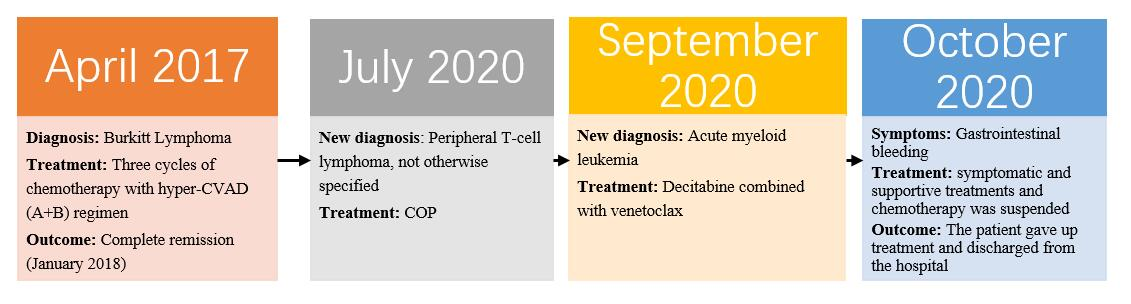 April 2017
Diagnosis: Burkitt Lymphoma
Treatment: Three cycles of
chemotherapy with hyper-CVAD
(A+B) regimen
Outcome: Complete remission
(January 2018)
July 2020
New diagnosis: Peripheral T-cell
lymphoma, not otherwise
specified
Treatment: COP
September
2020
New diagnosis: Acute myeloid
leukemia
Treatment: Decitabine combined
with venetoclax
October
2020
Symptoms: Gastrointestinal
bleeding
Treatment: symptomatic and
supportive treatments and
chemotherapy was suspended
Outcome: The patient gave up
treatment and discharged from
the hospital